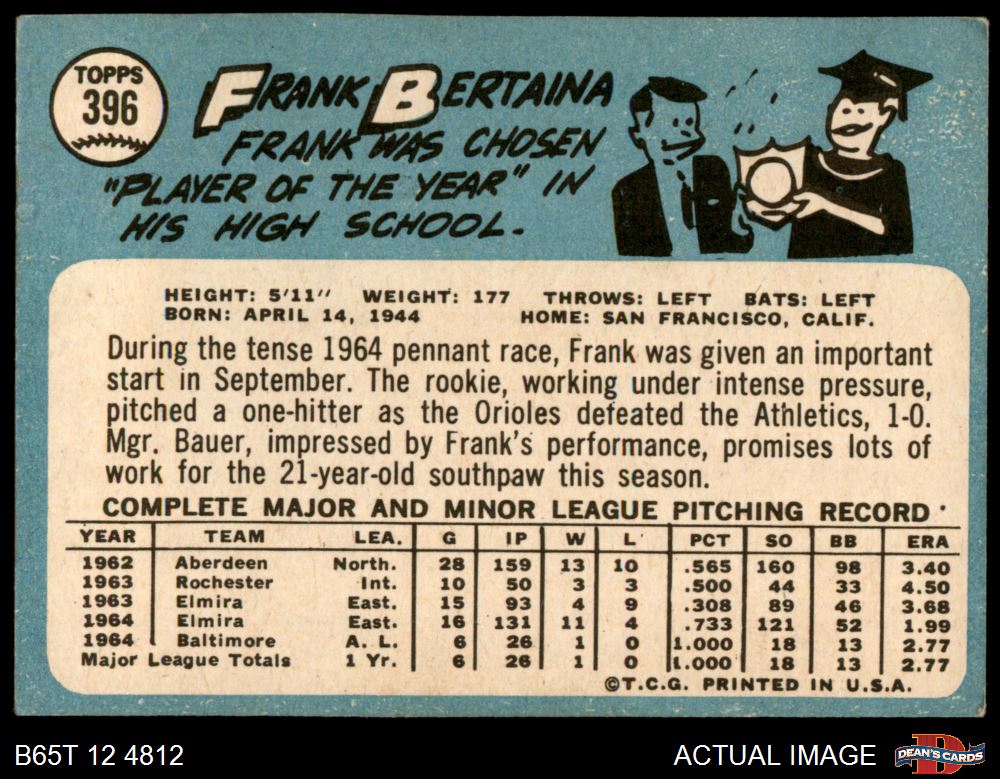 TOPPS
396
FRANK BERTAINA
FRANK WAS CHOSEN
"PLAYER OF THE YEAR" IN
HIS HIGH SCHOOL.
HEIGHT: 5'11" WEIGHT: 177 THROWS: LEFT BATS: LEFT
BORN: APRIL 14, 1944 HOME: SAN FRANCISCO, CALIF.
During the tense 1964 pennant race, Frank was given an important
start in September. The rookie, working under intense pressure,
pitched a one-hitter as the Orioles defeated the Athletics, 1-0.
Mgr. Bauer, impressed by Frank's performance, promises lots of
work for the 21-year-old southpaw this season.
COMPLETE MAJOR AND MINOR LEAGUE PITCHING RECORD
YEAR TEAM LEA. G IP W L PCT SO BB ERA
1962 Aberdeen North. 28 159 13 10 .565 160 98 3.40
1963 Rochester Int. 10 50 3 3 .500 44 33 4.50
1963 Elmira East. 15 93 4 9 .308 89 46 3.68
1964 Elmira East. 16 131 11 4 .733 121 52 1.99
1964 Baltimore A. L. 6 26 1 0 1.000 18 13 2.77
Major League Totals 1 Yr. 6 26 1 0 1.000 18 13 2.77
©T.C.G. PRINTED IN U.S.A.
B65T 12 4812 ACTUAL IMAGE DEAN'S CARDS